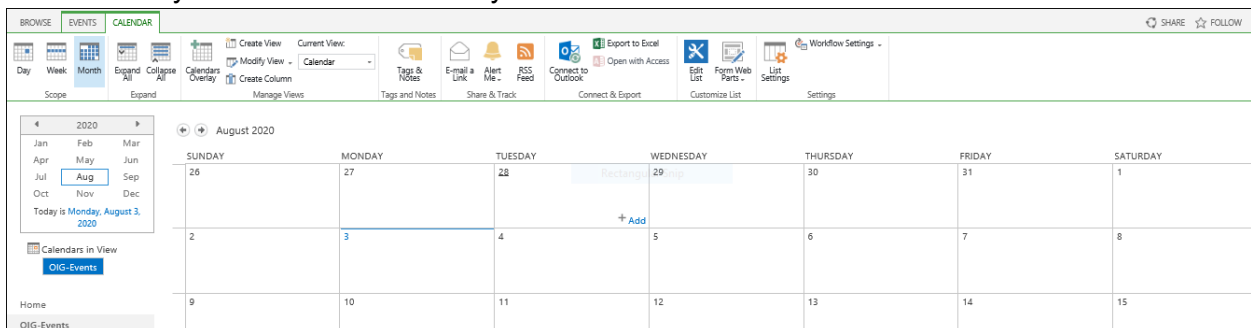 BROWSE EVENTS CALENDAR SHARE FOLLOW
Day Week Month Expand All Collapse All Calendars Overlay Create View Modify View Create Column Current View: Calendar Tags & Notes E-mail a Link Alert Me RSS Feed Connect to Outlook Export to Excel Open with Access Edit List Form Web Parts List Settings Workflow Settings
Scope Expand Manage Views Tags and Notes Share & Track Connect & Export Customize List Settings
2020
Jan Feb Mar
Apr May Jun
Jul Aug Sep
Oct Nov Dec
Today is Monday, August 3,
2020
Calendars in View
OIG-Events
Home
OIG-Events
August 2020
SUNDAY MONDAY TUESDAY WEDNESDAY THURSDAY FRIDAY SATURDAY
26 27 28 29 30 31 1
+ Add
2 3 4 5 6 7 8
9 10 11 12 13 14 15